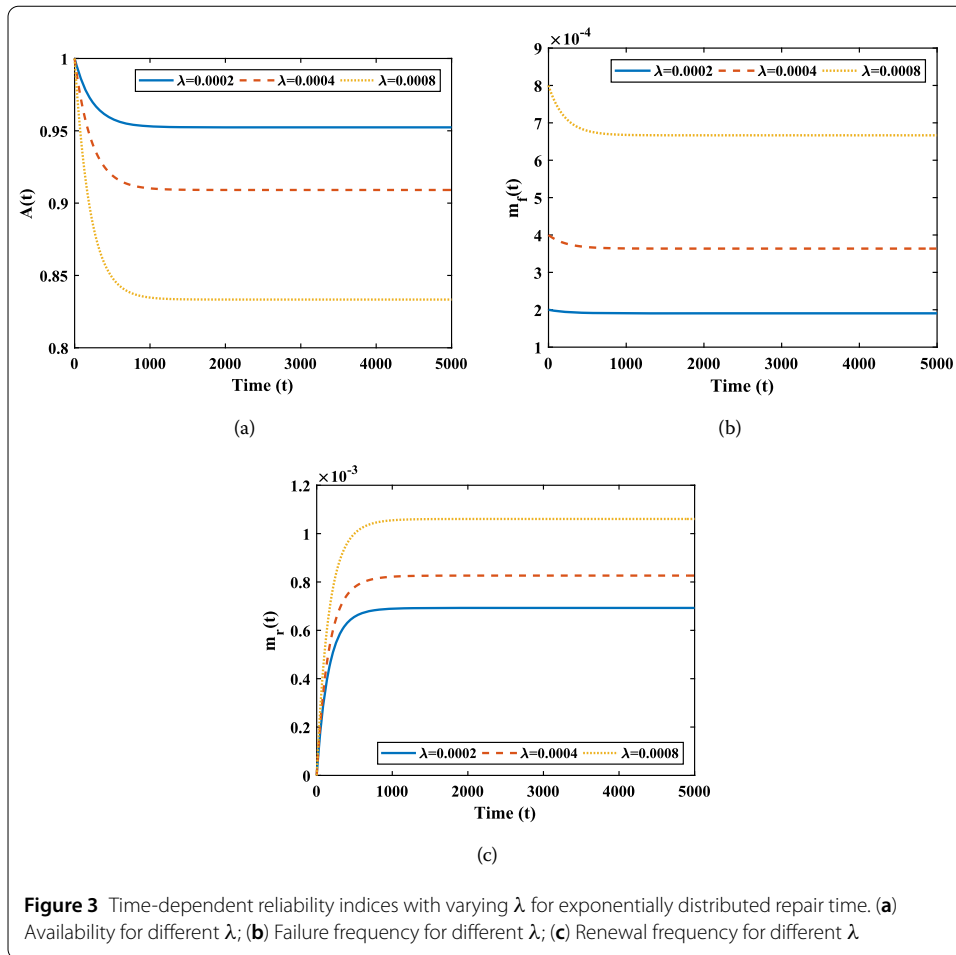 1
λ=0.0002 λ=0.0004 λ=0.0008
0.95
0.9
0.85
0.8
A(t)
0 1000 2000 3000 4000 5000
Time (t)
(a)
×10-4
9
λ=0.0002 λ=0.0004 λ=0.0008
8
7
6
5
4
3
2
1
m_f(t)
0 1000 2000 3000 4000 5000
Time (t)
(b)
×10-3
1.2
1
0.8
0.6
0.4
0.2
0
m_r(t)
λ=0.0002 λ=0.0004 λ=0.0008
0 1000 2000 3000 4000 5000
Time (t)
(c)
Figure 3 Time-dependent reliability indices with varying λ for exponentially distributed repair time. (a)
Availability for different λ; (b) Failure frequency for different λ; (c) Renewal frequency for different λ